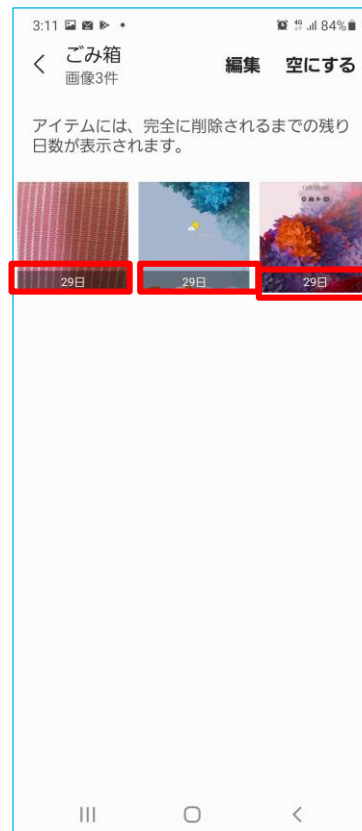 3:11 84%
ごみ箱
画像3件
編集 空にする
アイテムには、完全に削除されるまでの残り
日数が表示されます。
29日 29日 29日